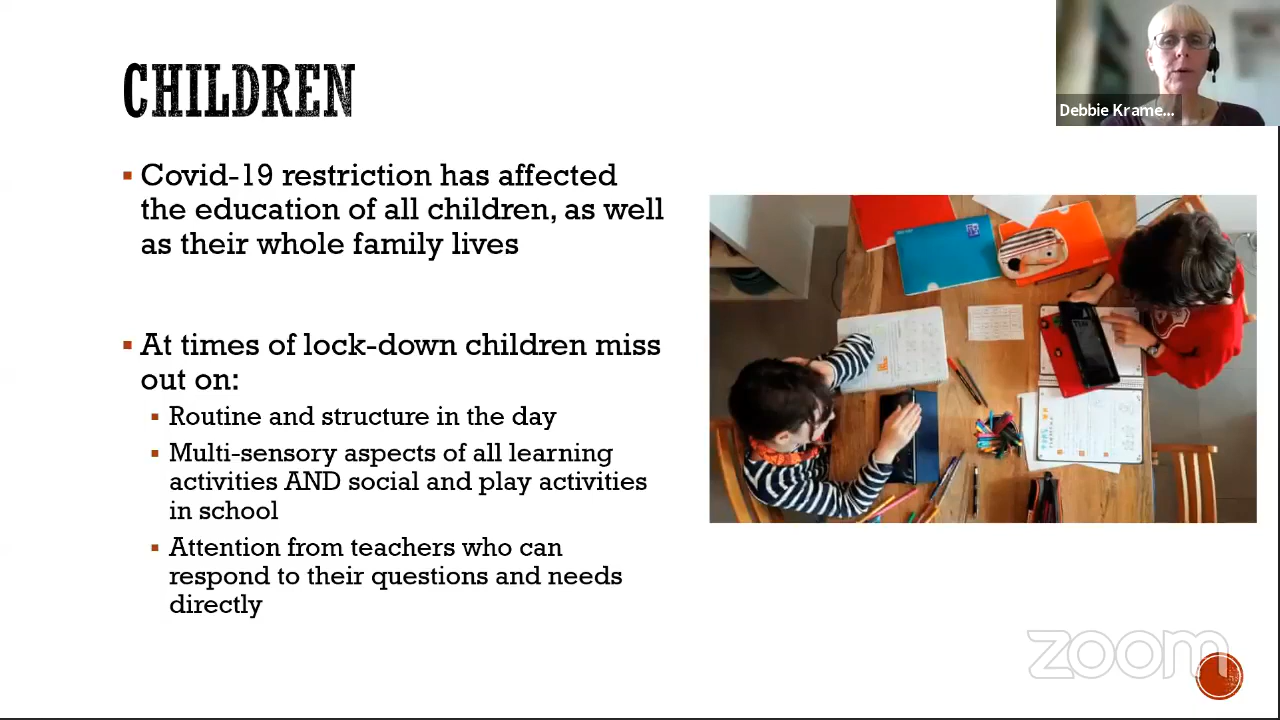 CHILDREN
Debbie Krame...
Covid-19 restriction has affected
the education of all children, as well
as their whole family lives
At times of lock-down children miss
out on:
Routine and structure in the day
Multi-sensory aspects of all learning
activities AND social and play activities
in school
Attention from teachers who can
respond to their questions and needs
directly
zoom